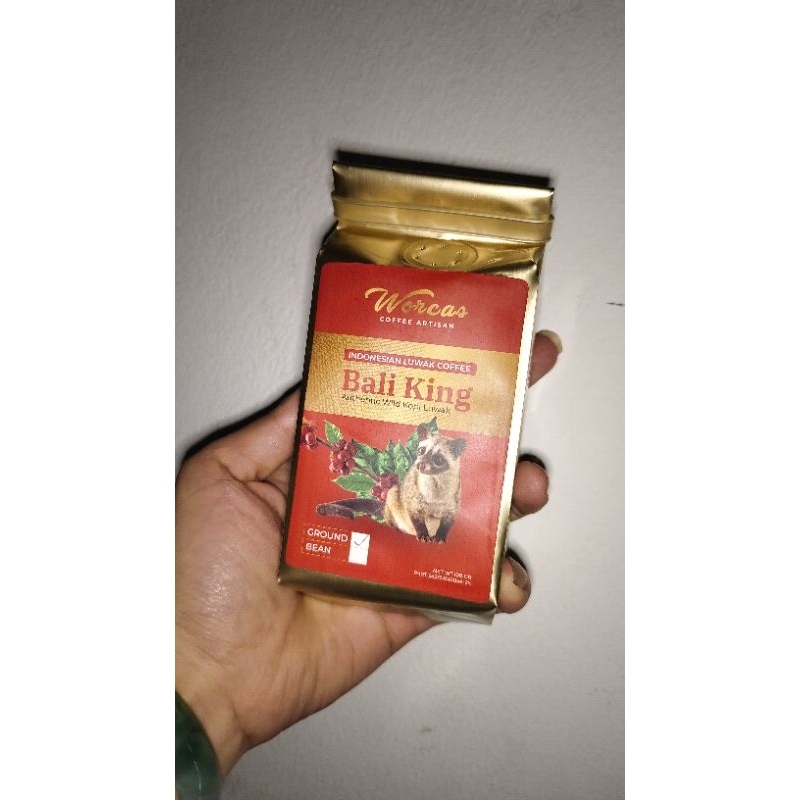 Worcas
COFFEE ARTISAN
INDONESIAN LUWAK COFFEE
Bali King
Authentic Wild Kopi Luwak
GROUND
BEAN